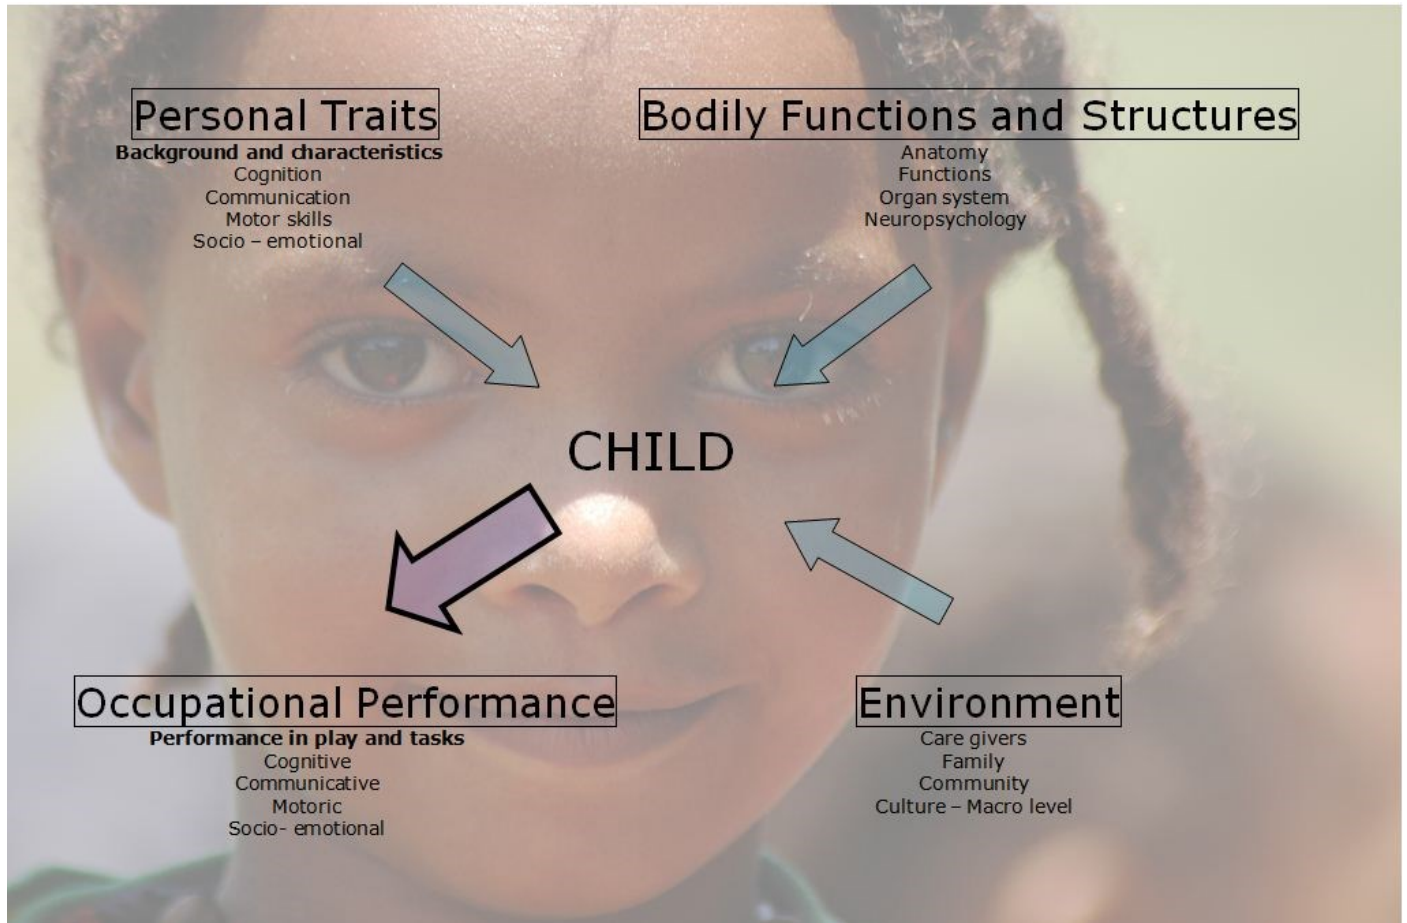 Personal Traits
Background and characteristics
Cognition
Communication
Motor skills
Socio – emotional
Bodily Functions and Structures
Anatomy
Functions
Organ system
Neuropsychology
CHILD
Occupational Performance
Performance in play and tasks
Cognitive
Communicative
Motoric
Socio- emotional
Environment
Care givers
Family
Community
Culture – Macro level